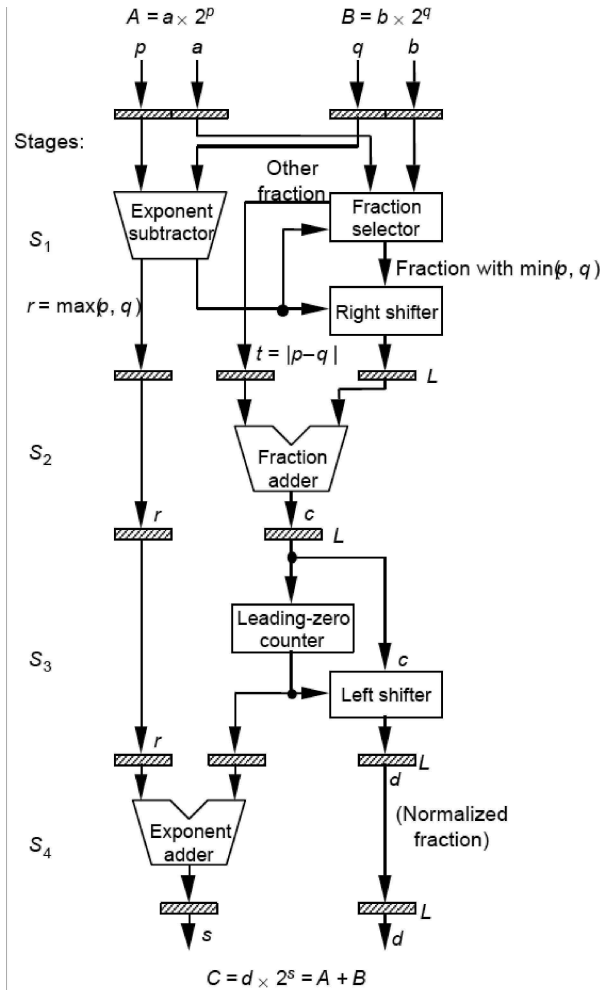 A = a × 2^p
B = b × 2^q
p
a
q
b
Stages:
Other
fraction
Exponent
subtractor
Fraction
selector
S1
Fraction with min(p, q)
r = max(p, q)
Right shifter
t = |p–q|
L
S2
Fraction
adder
r
c
L
Leading-zero
counter
S3
c
Left shifter
r
L
d
(Normalized
fraction)
Exponent
adder
S4
L
s
d
C = d × 2^s = A + B